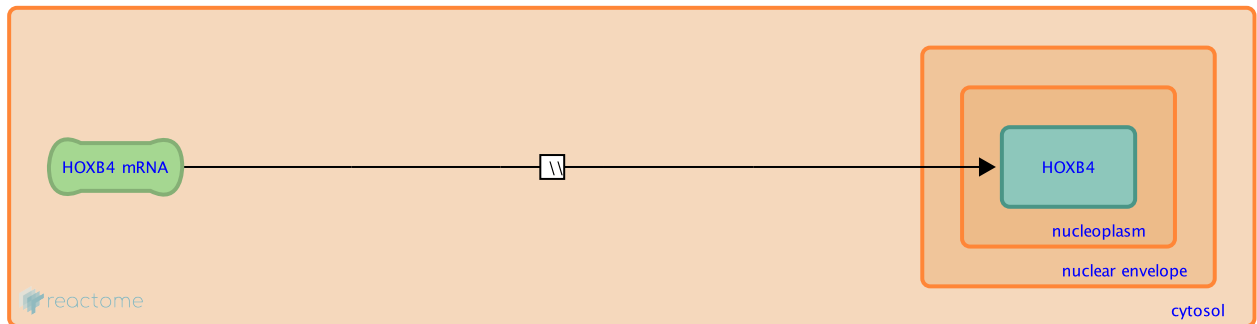 HOXB4 mRNA
\\
HOXB4
nucleoplasm
nuclear envelope
reactome
cytosol